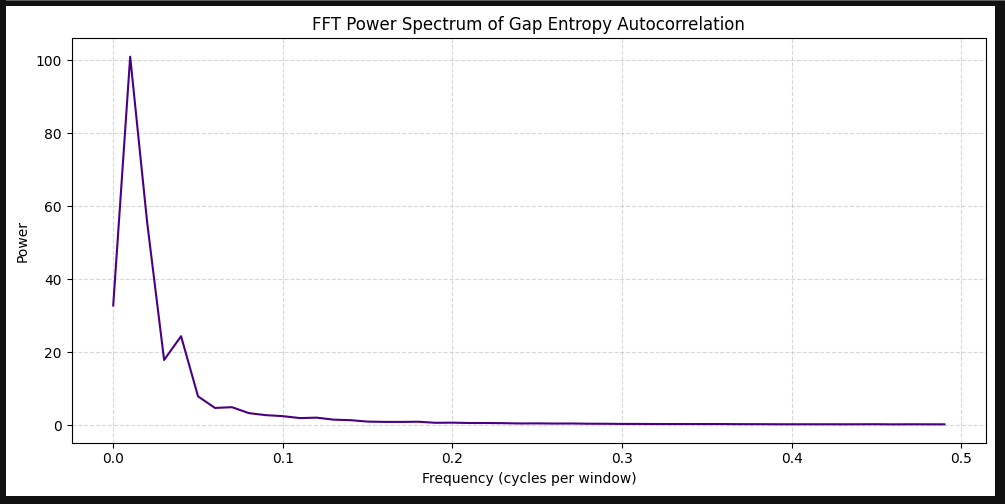 FFT Power Spectrum of Gap Entropy Autocorrelation
100
80
60
40
20
0
Power
0.0 0.1 0.2 0.3 0.4 0.5
Frequency (cycles per window)